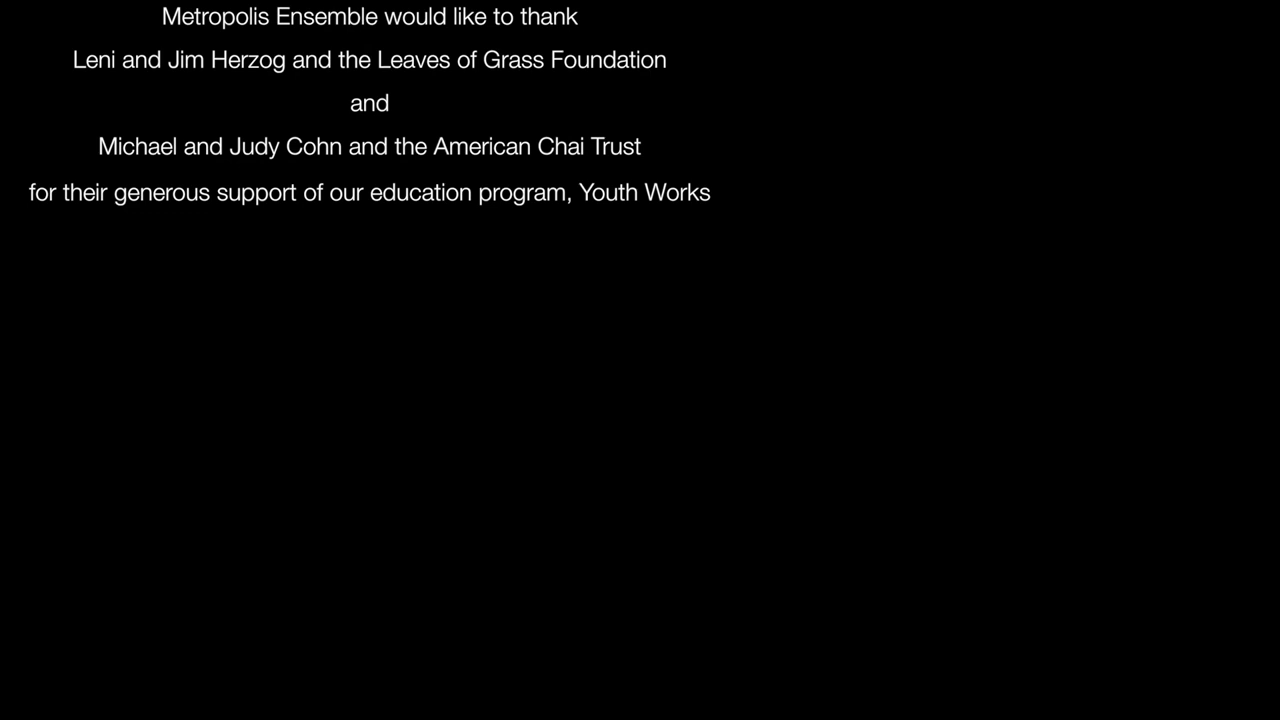 Metropolis Ensemble would like to thank
Leni and Jim Herzog and the Leaves of Grass Foundation
and
Michael and Judy Cohn and the American Chai Trust
for their generous support of our education program, Youth Works